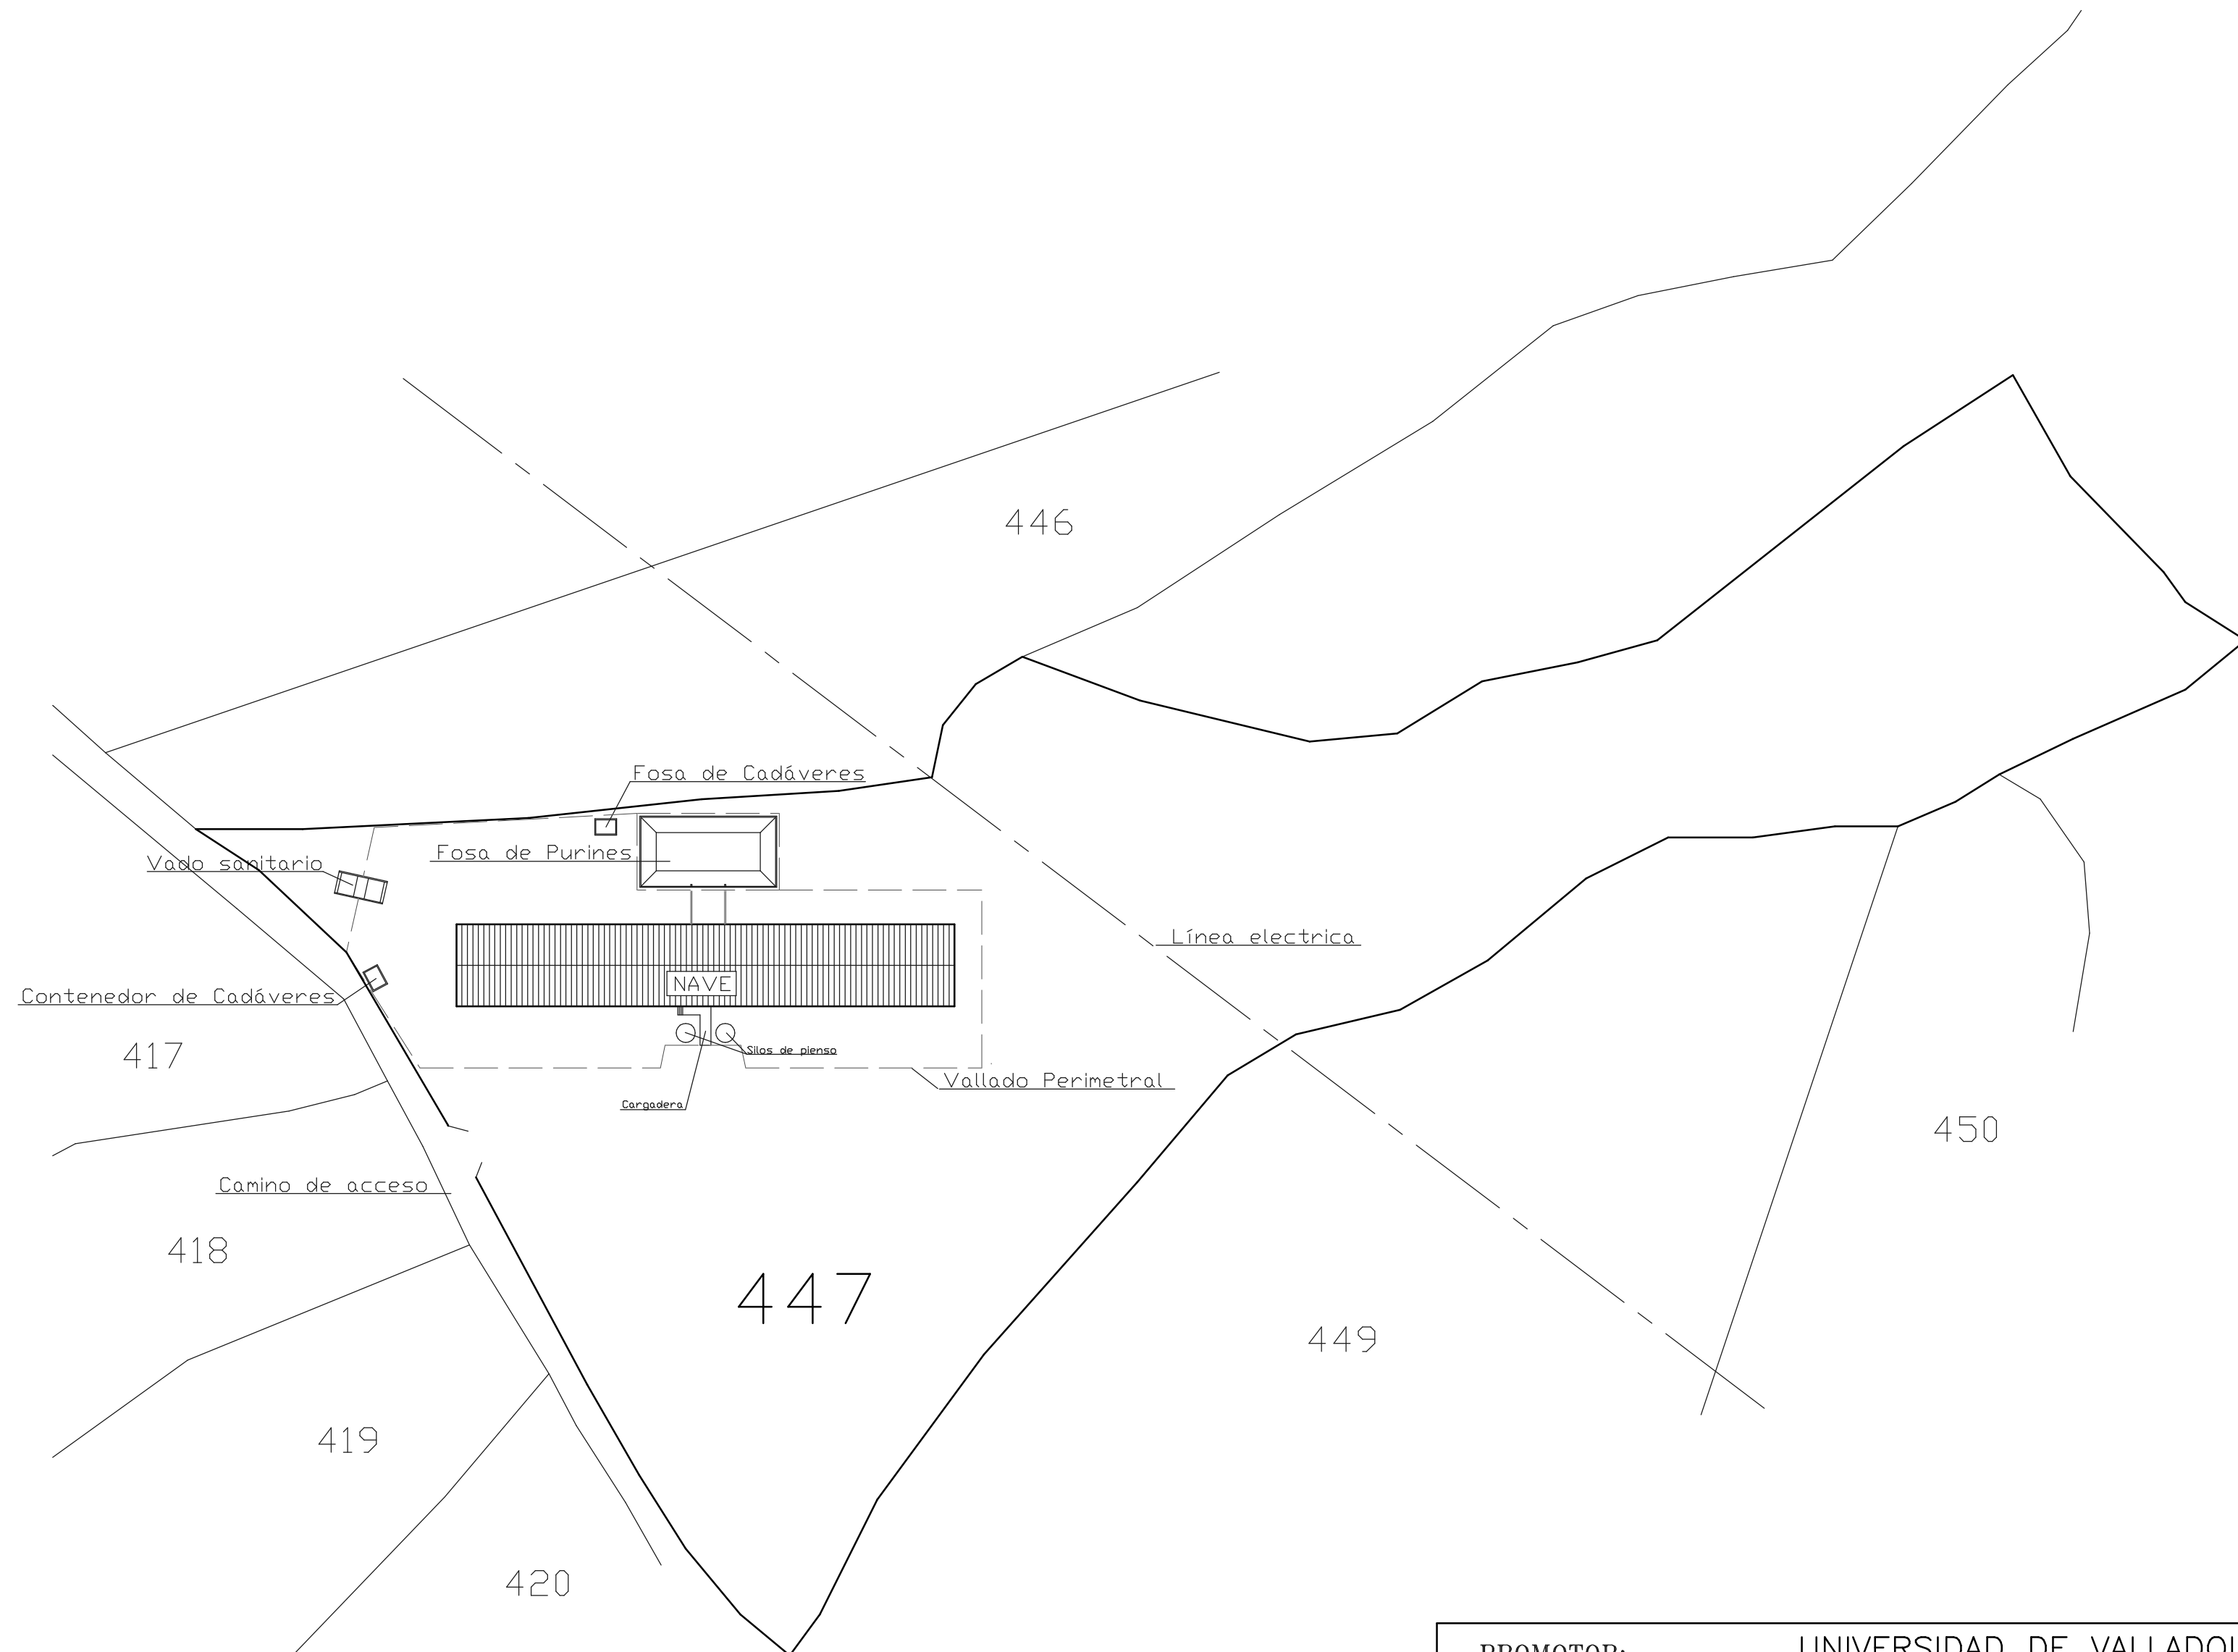 446
Fosa de Cadáveres
Fosa de Purines
Vado sanitario
Línea electrica
NAVE
Contenedor de Cadáveres
Silos de pienso
417
Vallado Perimetral
Cargadera
450
Camino de acceso
418
447
449
419
420
PROMOTOR:
UNIVERSIDAD DE